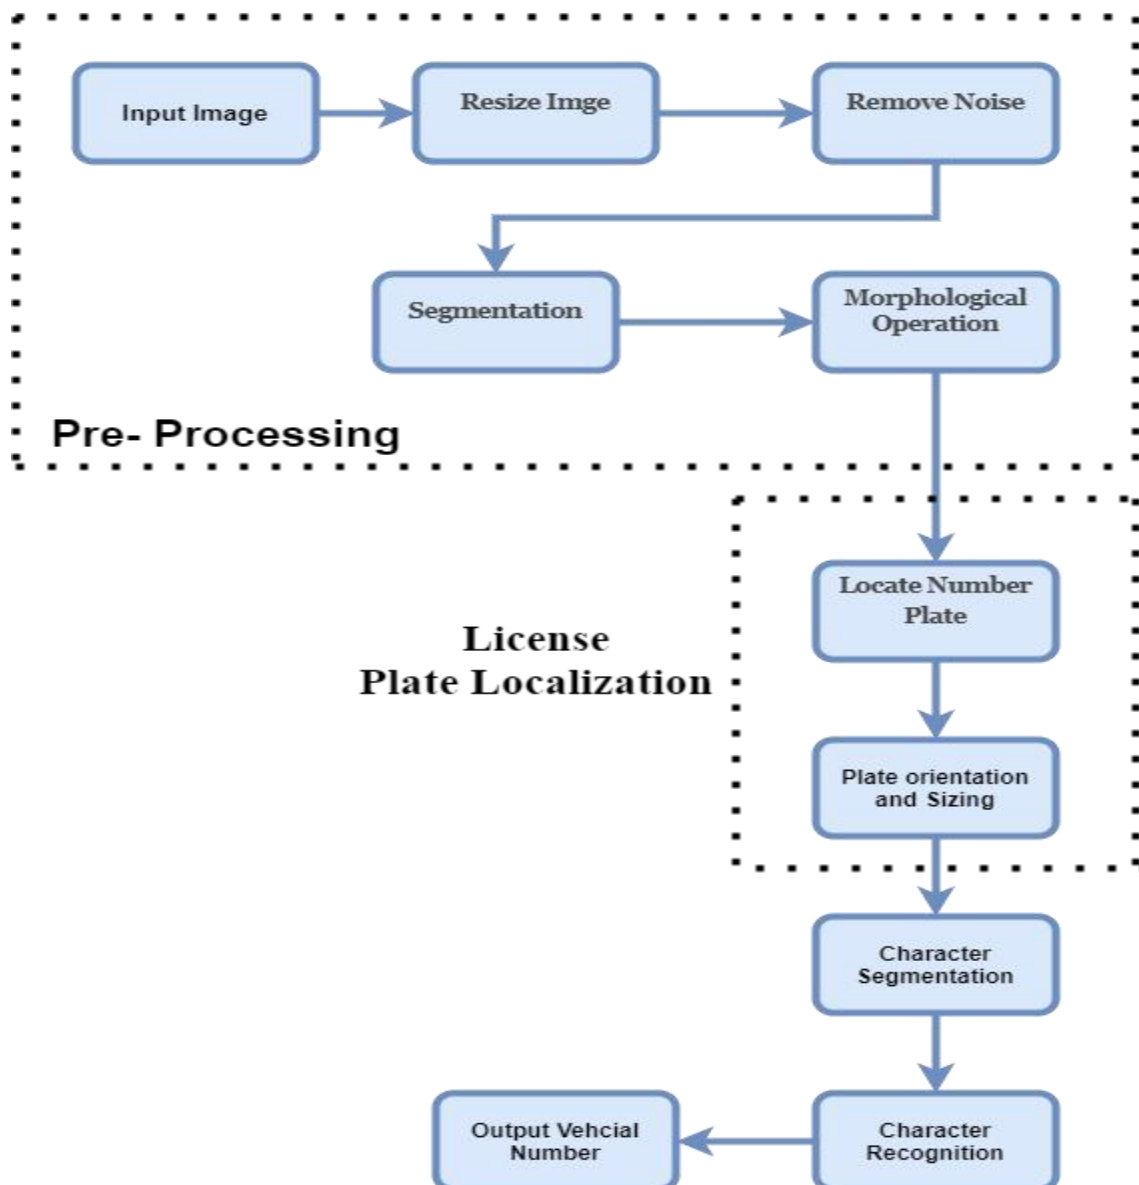 Input Image
Resize Imge
Remove Noise
Segmentation
Morphological
Operation
Pre- Processing
Locate Number
Plate
License
Plate Localization
Plate orientation
and Sizing
Character
Segmentation
Output Vehcial
Number
Character
Recognition